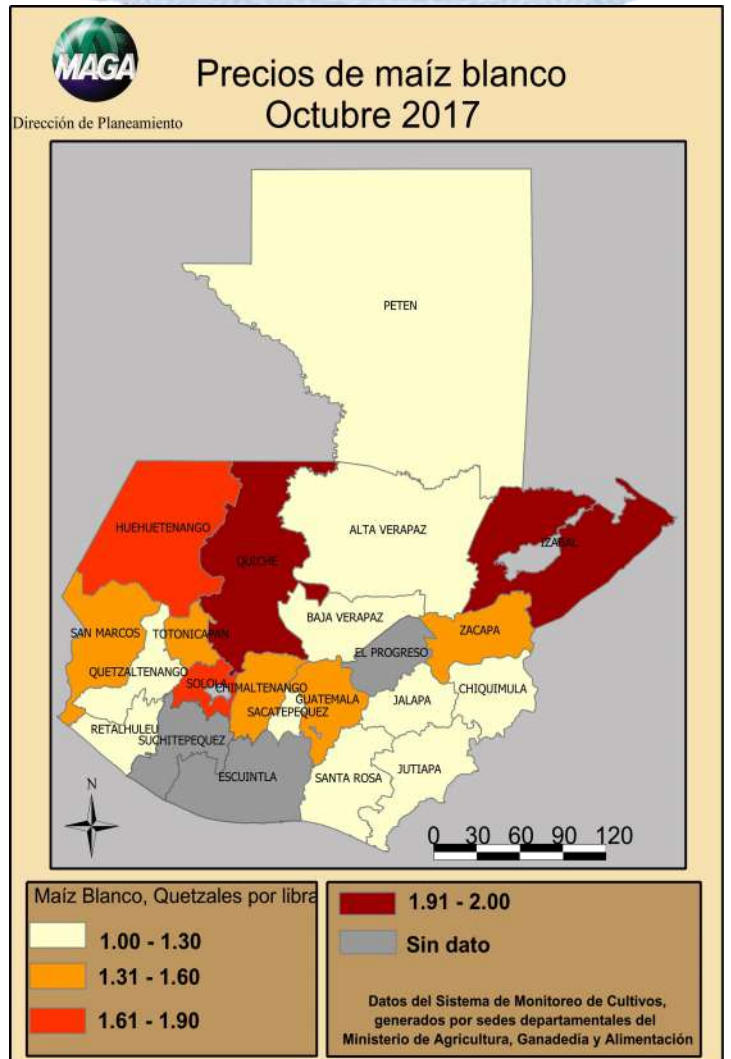 MAGA
Dirección de Planeamiento
Precios de maíz blanco
Octubre 2017
PETEN
HUEHUETENANGO
QUICHE
ALTA VERAPAZ
IZABAL
SAN MARCOS
TOTONICAPAN
BAJA VERAPAZ
ZACAPA
EL PROGRESO
QUETZALTENANGO
SOLOLA
CHIMALTENANGO
GUATEMALA
SACATEPEQUEZ
JALAPA
CHIQUIMULA
RETALHULEU
SUCHITEPEQUEZ
ESCUINTLA
SANTA ROSA
JUTIAPA
N
0 30 60 90 120
Maíz Blanco, Quetzales por libra
1.00 - 1.30
1.31 - 1.60
1.61 - 1.90
1.91 - 2.00
Sin dato
Datos del Sistema de Monitoreo de Cultivos,
generados por sedes departamentales del
Ministerio de Agricultura, Ganadedía y Alimentación